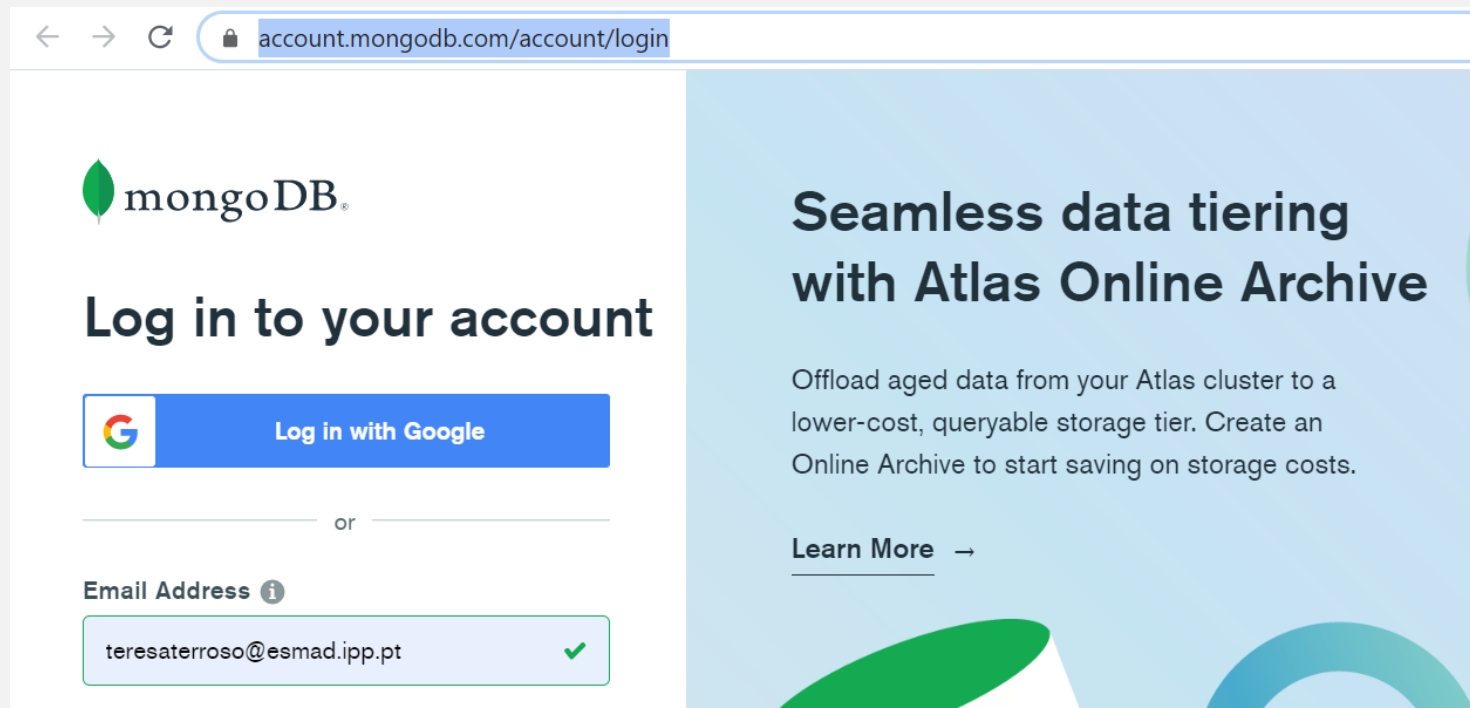 account.mongodb.com/account/login
mongoDB®
Log in to your account
Log in with Google
or
Email Address
teresaterroso@esmad.ipp.pt
Seamless data tiering
with Atlas Online Archive
Offload aged data from your Atlas cluster to a
lower-cost, queryable storage tier. Create an
Online Archive to start saving on storage costs.
Learn More →